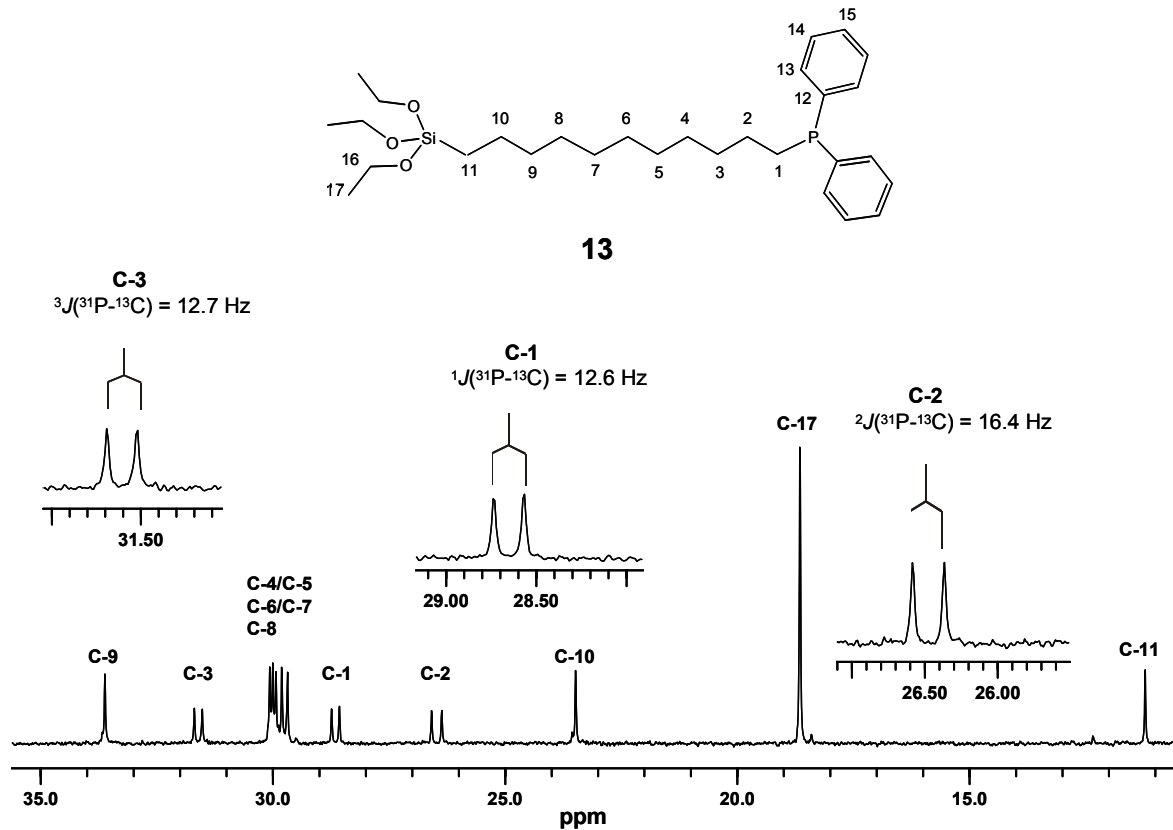 15
14
13
12
O
10
8
6
4
2
O
Si
P
16
O
11
9
7
5
3
1
17
13
C-3
³J(³¹P-¹³C) = 12.7 Hz
C-1
¹J(³¹P-¹³C) = 12.6 Hz
C-2
²J(³¹P-¹³C) = 16.4 Hz
C-17
31.50
29.00 28.50
26.50 26.00
C-4/C-5
C-6/C-7
C-8
C-9
C-3
C-1
C-2
C-10
C-11
35.0 30.0 25.0 20.0 15.0
ppm